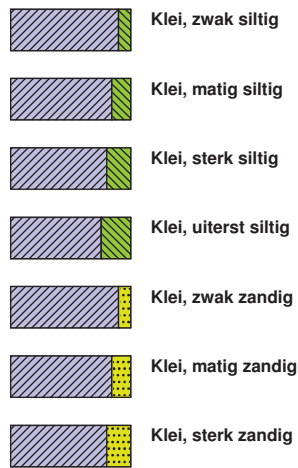 Klei, zwak siltig
Klei, matig siltig
Klei, sterk siltig
Klei, uiterst siltig
Klei, zwak zandig
Klei, matig zandig
Klei, sterk zandig